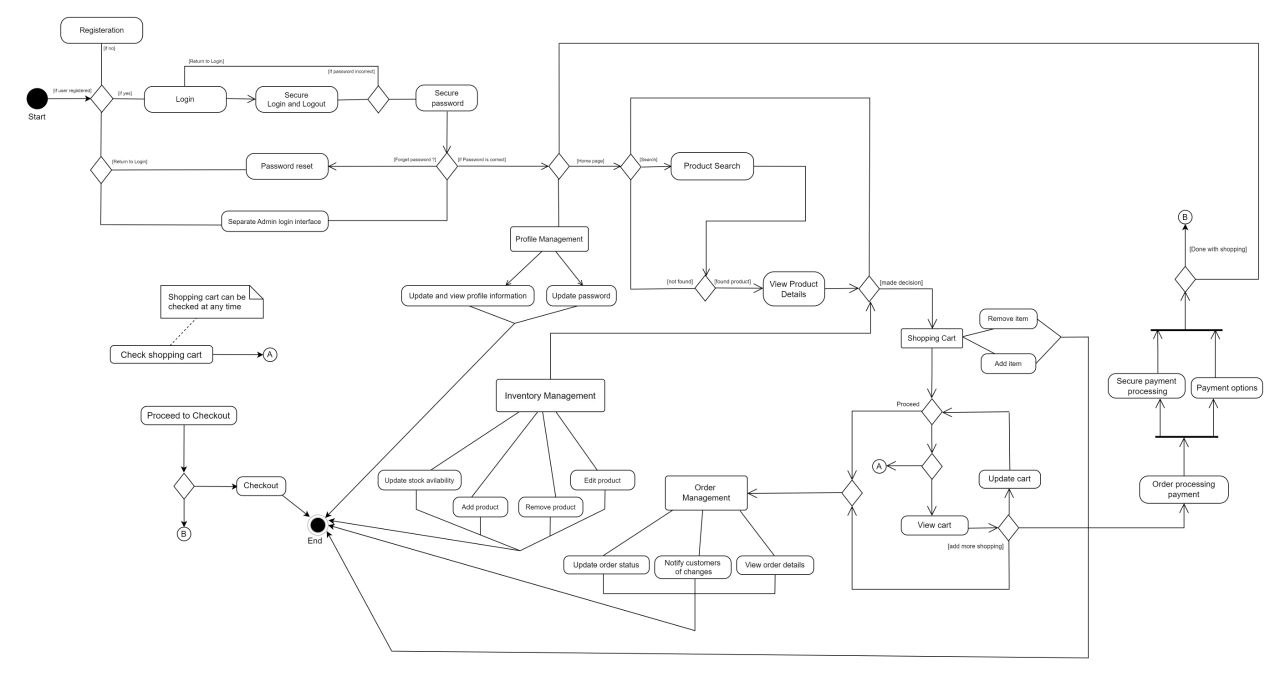 Registeration
[if no]
[Return to Login]
[if password incorrect]
[if user registered]
[if yes]
Login
Secure
Login and Logout
Secure
password
Start
[Return to Login]
Password reset
[Forget password ?]
[if Password is correct]
[Home page]
[Search]
Product Search
Separate Admin login interface
Profile Management
B
[Done with shopping]
[not found]
[found product]
View Product
Details
[made decision]
Update and view profile information
Update password
Shopping cart can be
checked at any time
Check shopping cart
A
Remove item
Shopping Cart
Add item
Inventory Management
Secure payment
processing
Payment options
Proceed
Proceed to Checkout
A
Update stock avilability
Edit product
Update cart
Checkout
Order
Management
Order processing
payment
Add product
Remove product
View cart
B
End
[add more shopping]
Update order status
Notify customers
of changes
View order details